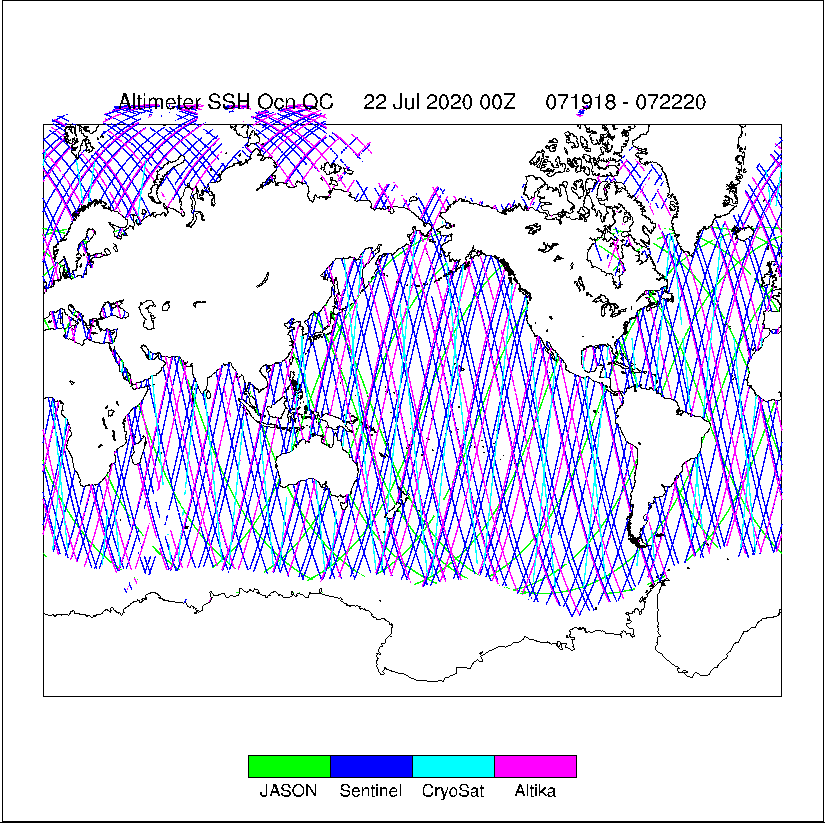 Altimeter SSH Ocn QC 22 Jul 2020 00Z 071918 - 072220
JASON Sentinel CryoSat Altika